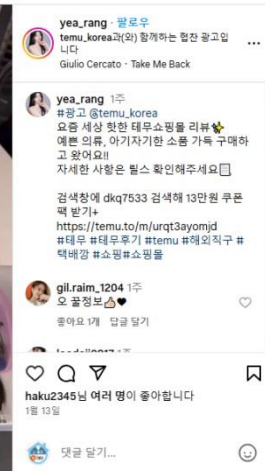 yea_rang · 팔로우
temu_korea과(와) 함께하는 협찬 광고입
니다
Giulio Cercato · Take Me Back
yea_rang 1주
#광고 @temu_korea
요즘 세상 핫한 테무쇼핑몰 리뷰✨
예쁜 의류, 아기자기한 소품 가득 구매하
고 왔어요!!
자세한 사항은 릴스 확인해주세요
검색창에 dkq7533 검색해 13만원 쿠폰
팩 받기+
https://temu.to/m/urqt3ayomjd
#테무 #테무후기 #temu #해외직구 #
택배깡 #쇼핑#쇼핑몰
gil.raim_1204 1주
오 꿀정보👍🖤
좋아요 1개 답글 달기
haku2345님 여러 명이 좋아합니다
1월 13일
댓글 달기...